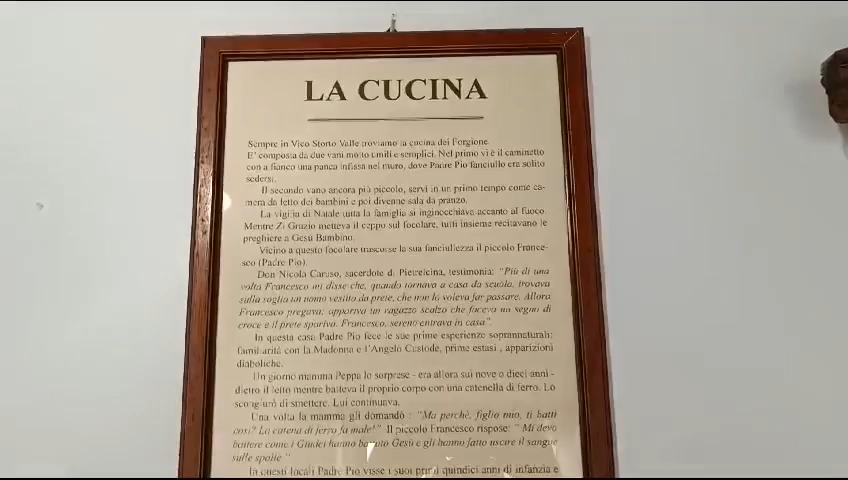 LA CUCINA
Sempre in Vico Storto Valle troviamo la cucina dei Forgione.
E' composta da due vani molto umili e semplici. Nel primo vi è il caminetto
con a fianco una panca infissa nel muro, dove Padre Pio fanciullo era solito
sedersi.
Il secondo vano ancora più piccolo, servì in un primo tempo come ca-
mera da letto dei bambini e poi divenne sala da pranzo.
La vigilia di Natale tutta la famiglia si inginocchiava accanto al fuoco.
Mentre Zi Grazio metteva il ceppo sul focolare, tutti insieme recitavano le
preghiere a Gesù Bambino.
Vicino a questo focolare trascorse la sua fanciullezza il piccolo France-
sco (Padre Pio).
Don Nicola Caruso, sacerdote di Pietrelcina, testimonia: "Più di una
volta Francesco mi disse che, quando tornava a casa da scuola, trovava
sulla soglia un uomo vestito da prete, che non lo voleva far passare. Allora
Francesco pregava; appariva un ragazzo scalzo che faceva un segno di
croce e il prete spariva. Francesco, sereno entrava in casa".
In questa casa Padre Pio fece le sue prime esperienze soprannaturali:
familiarità con la Madonna e l'Angelo Custode, prime estasi, apparizioni
diaboliche.
Un giorno mamma Peppa lo sorprese - era allora sui nove o dieci anni -
dietro il letto mentre batteva il proprio corpo con una catenella di ferro. Lo
scongiurò di smettere. Lui continuava.
Una volta la mamma gli domandò : "Ma perchè, figlio mio, ti batti
così? La catena di ferro fa male!" Il piccolo Francesco rispose: "Mi devo
battere come i Giudei hanno battuto Gesù e gli hanno fatto uscire il sangue
sulle spalle"
In questi locali Padre Pio visse i suoi primi quindici anni di infanzia e